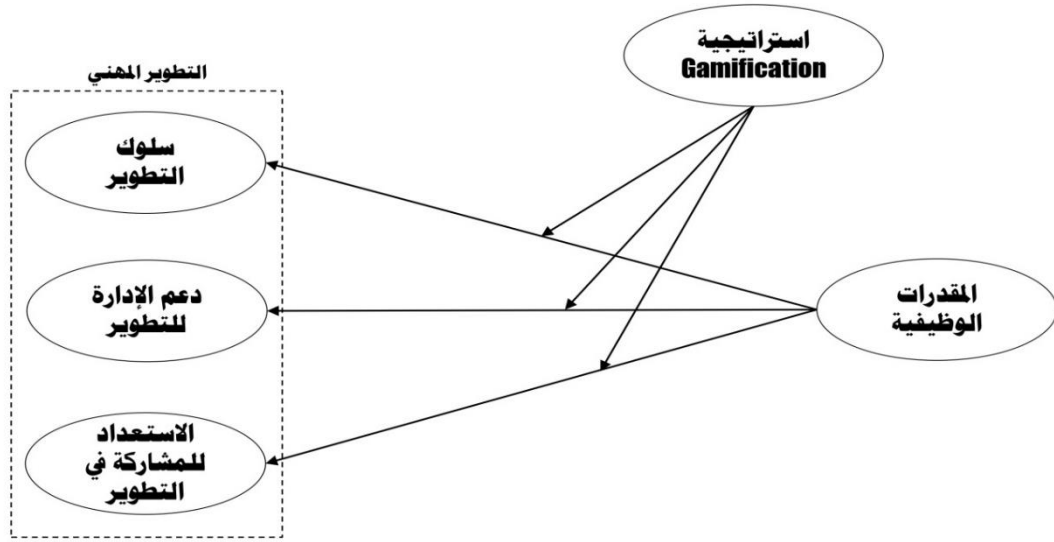 استراتيجية
Gamification
التطوير المهني
سلوك
التطوير
دعم الإدارة
للتطوير
المقدرات
الوظيفية
الاستعداد
للمشاركة في
التطوير